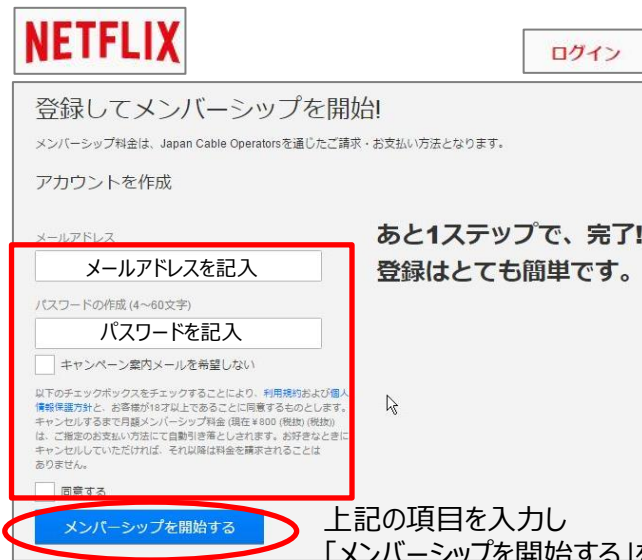 NETFLIX
ログイン
登録してメンバーシップを開始!
メンバーシップ料金は、Japan Cable Operatorsを通じたご請求・お支払い方法となります。
アカウントを作成
あと1ステップで、完了!
登録はとても簡単です。
メールアドレス
メールアドレスを記入
パスワードの作成 (4～60文字)
パスワードを記入
キャンペーン案内メールを希望しない
以下のチェックボックスをチェックすることにより、利用規約および個人
情報保護方針と、お客様が18才以上であることに同意するものとします。
キャンセルするまで月額メンバーシップ料金 (現在 ¥800 (税抜) (税抜))
は、ご指定のお支払い方法にて自動引き落としされます。お好きなときに
キャンセルしていただければ、それ以降は料金を請求されることは
ありません。
同意する
メンバーシップを開始する
上記の項目を入力し
「メンバーシップを開始する」を